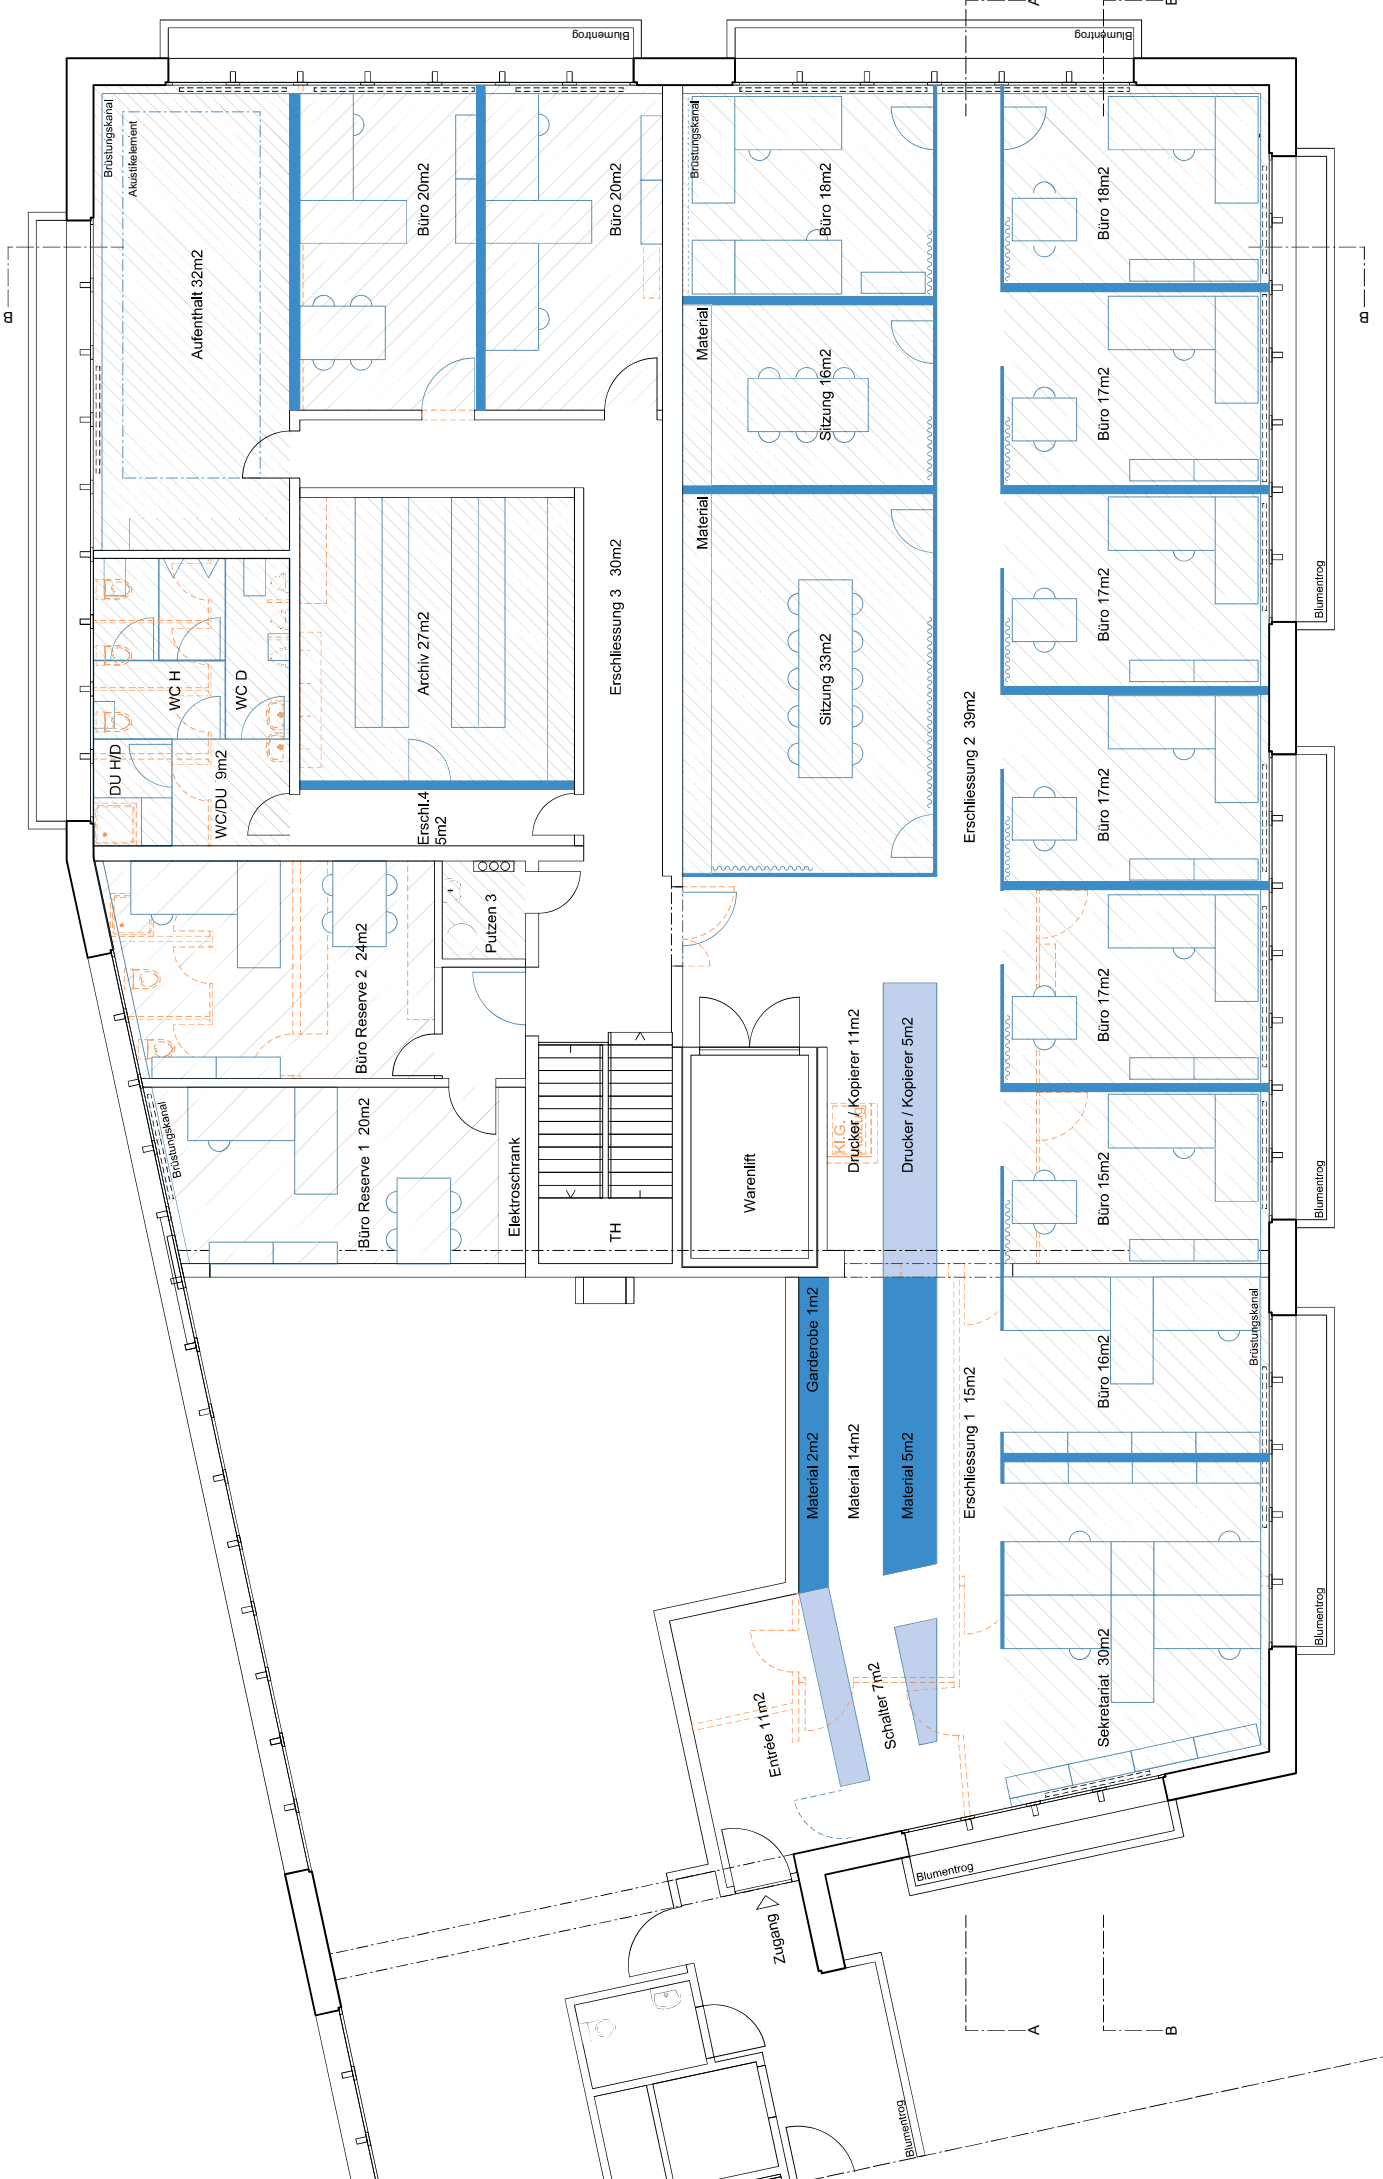 A
B
Blumentrog
Blumentrog
Brüstungskanal
Akustikelement
Aufenthalt 32m2
Büro 20m2
Büro 20m2
Brüstungskanal
Büro 18m2
Büro 18m2
B
B
Material
Sitzung 16m2
Büro 17m2
Material
Erschliessung 3  30m2
Archiv 27m2
Sitzung 33m2
Büro 17m2
Blumentrog
WC H
WC D
DU H/D
WC/DU  9m2
Erschl.4
5m2
Erschliessung 2  39m2
Büro 17m2
Putzen 3
Büro Reserve 2  24m2
Büro 17m2
Drucker / Kopierer 11m2
Drucker / Kopierer 5m2
Brüstungskanal
Büro Reserve 1  20m2
Elektroschrank
TH
Warenlift
Büro 15m2
Blumentrog
Garderobe 1m2
Material 2m2
Material 14m2
Material 5m2
Erschliessung 1  15m2
Büro 16m2
Brüstungskanal
Blumentrog
Entrée 11m2
Schalter 7m2
Sekretariat  30m2
Blumentrog
Zugang
A
B
Blumentrog